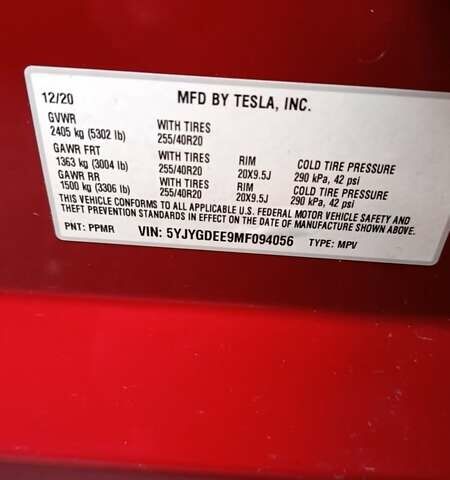 12/20 MFD BY TESLA, INC.
GVWR
2405 kg (5302 lb) WITH TIRES 255/40R20
GAWR FRT
1363 kg (3004 lb) WITH TIRES 255/40R20 RIM 20X9.5J COLD TIRE PRESSURE 290 kPa, 42 psi
GAWR RR
1500 kg (3306 lb) WITH TIRES 255/40R20 RIM 20X9.5J COLD TIRE PRESSURE 290 kPa, 42 psi
THIS VEHICLE CONFORMS TO ALL APPLICABLE U.S. FEDERAL MOTOR VEHICLE SAFETY AND
THEFT PREVENTION STANDARDS IN EFFECT ON THE DATE OF MANUFACTURE SHOWN ABOVE.
PNT: PPMR VIN: 5YJYGDEE9MF094056 TYPE: MPV